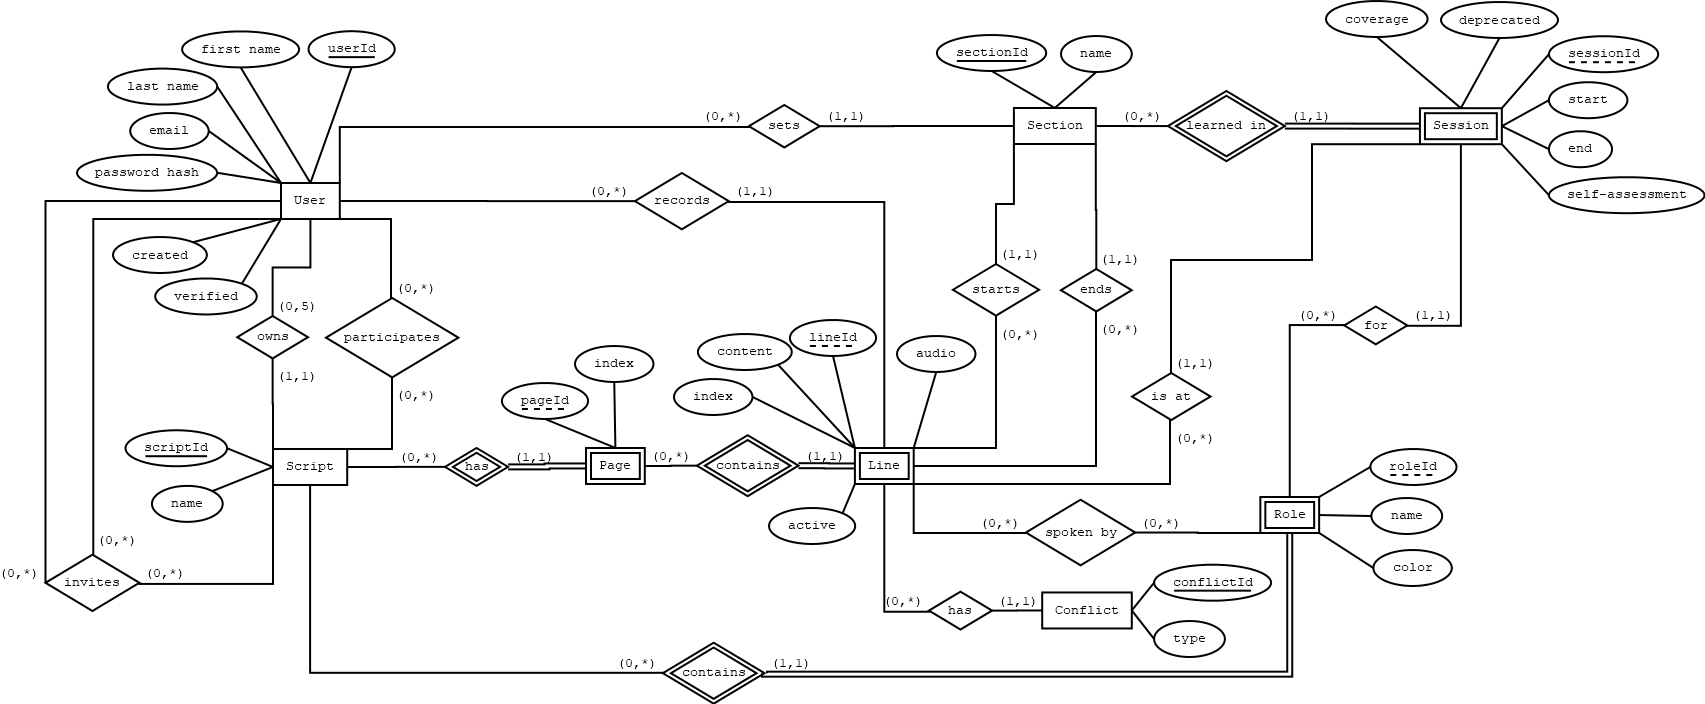 coverage
deprecated
first name
userId
sectionId
name
sessionId
last name
start
(0,*)
sets
(1,1)
Section
(0,*)
learned in
(1,1)
Session
email
end
password hash
User
(0,*)
records
(1,1)
self-assessment
created
(1,1)
(1,1)
verified
(0,*)
starts
ends
(0,5)
(0,*)
for
(1,1)
owns
participates
lineId
(0,*)
(0,*)
content
audio
index
(1,1)
(1,1)
(0,*)
pageId
index
is at
scriptId
(0,*)
Script
(0,*)
has
(1,1)
Page
(0,*)
contains
(1,1)
Line
roleId
name
active
(0,*)
spoken by
(0,*)
Role
name
(0,*)
color
(0,*)
invites
(0,*)
conflictId
(0,*)
has
(1,1)
Conflict
type
(0,*)
contains
(1,1)